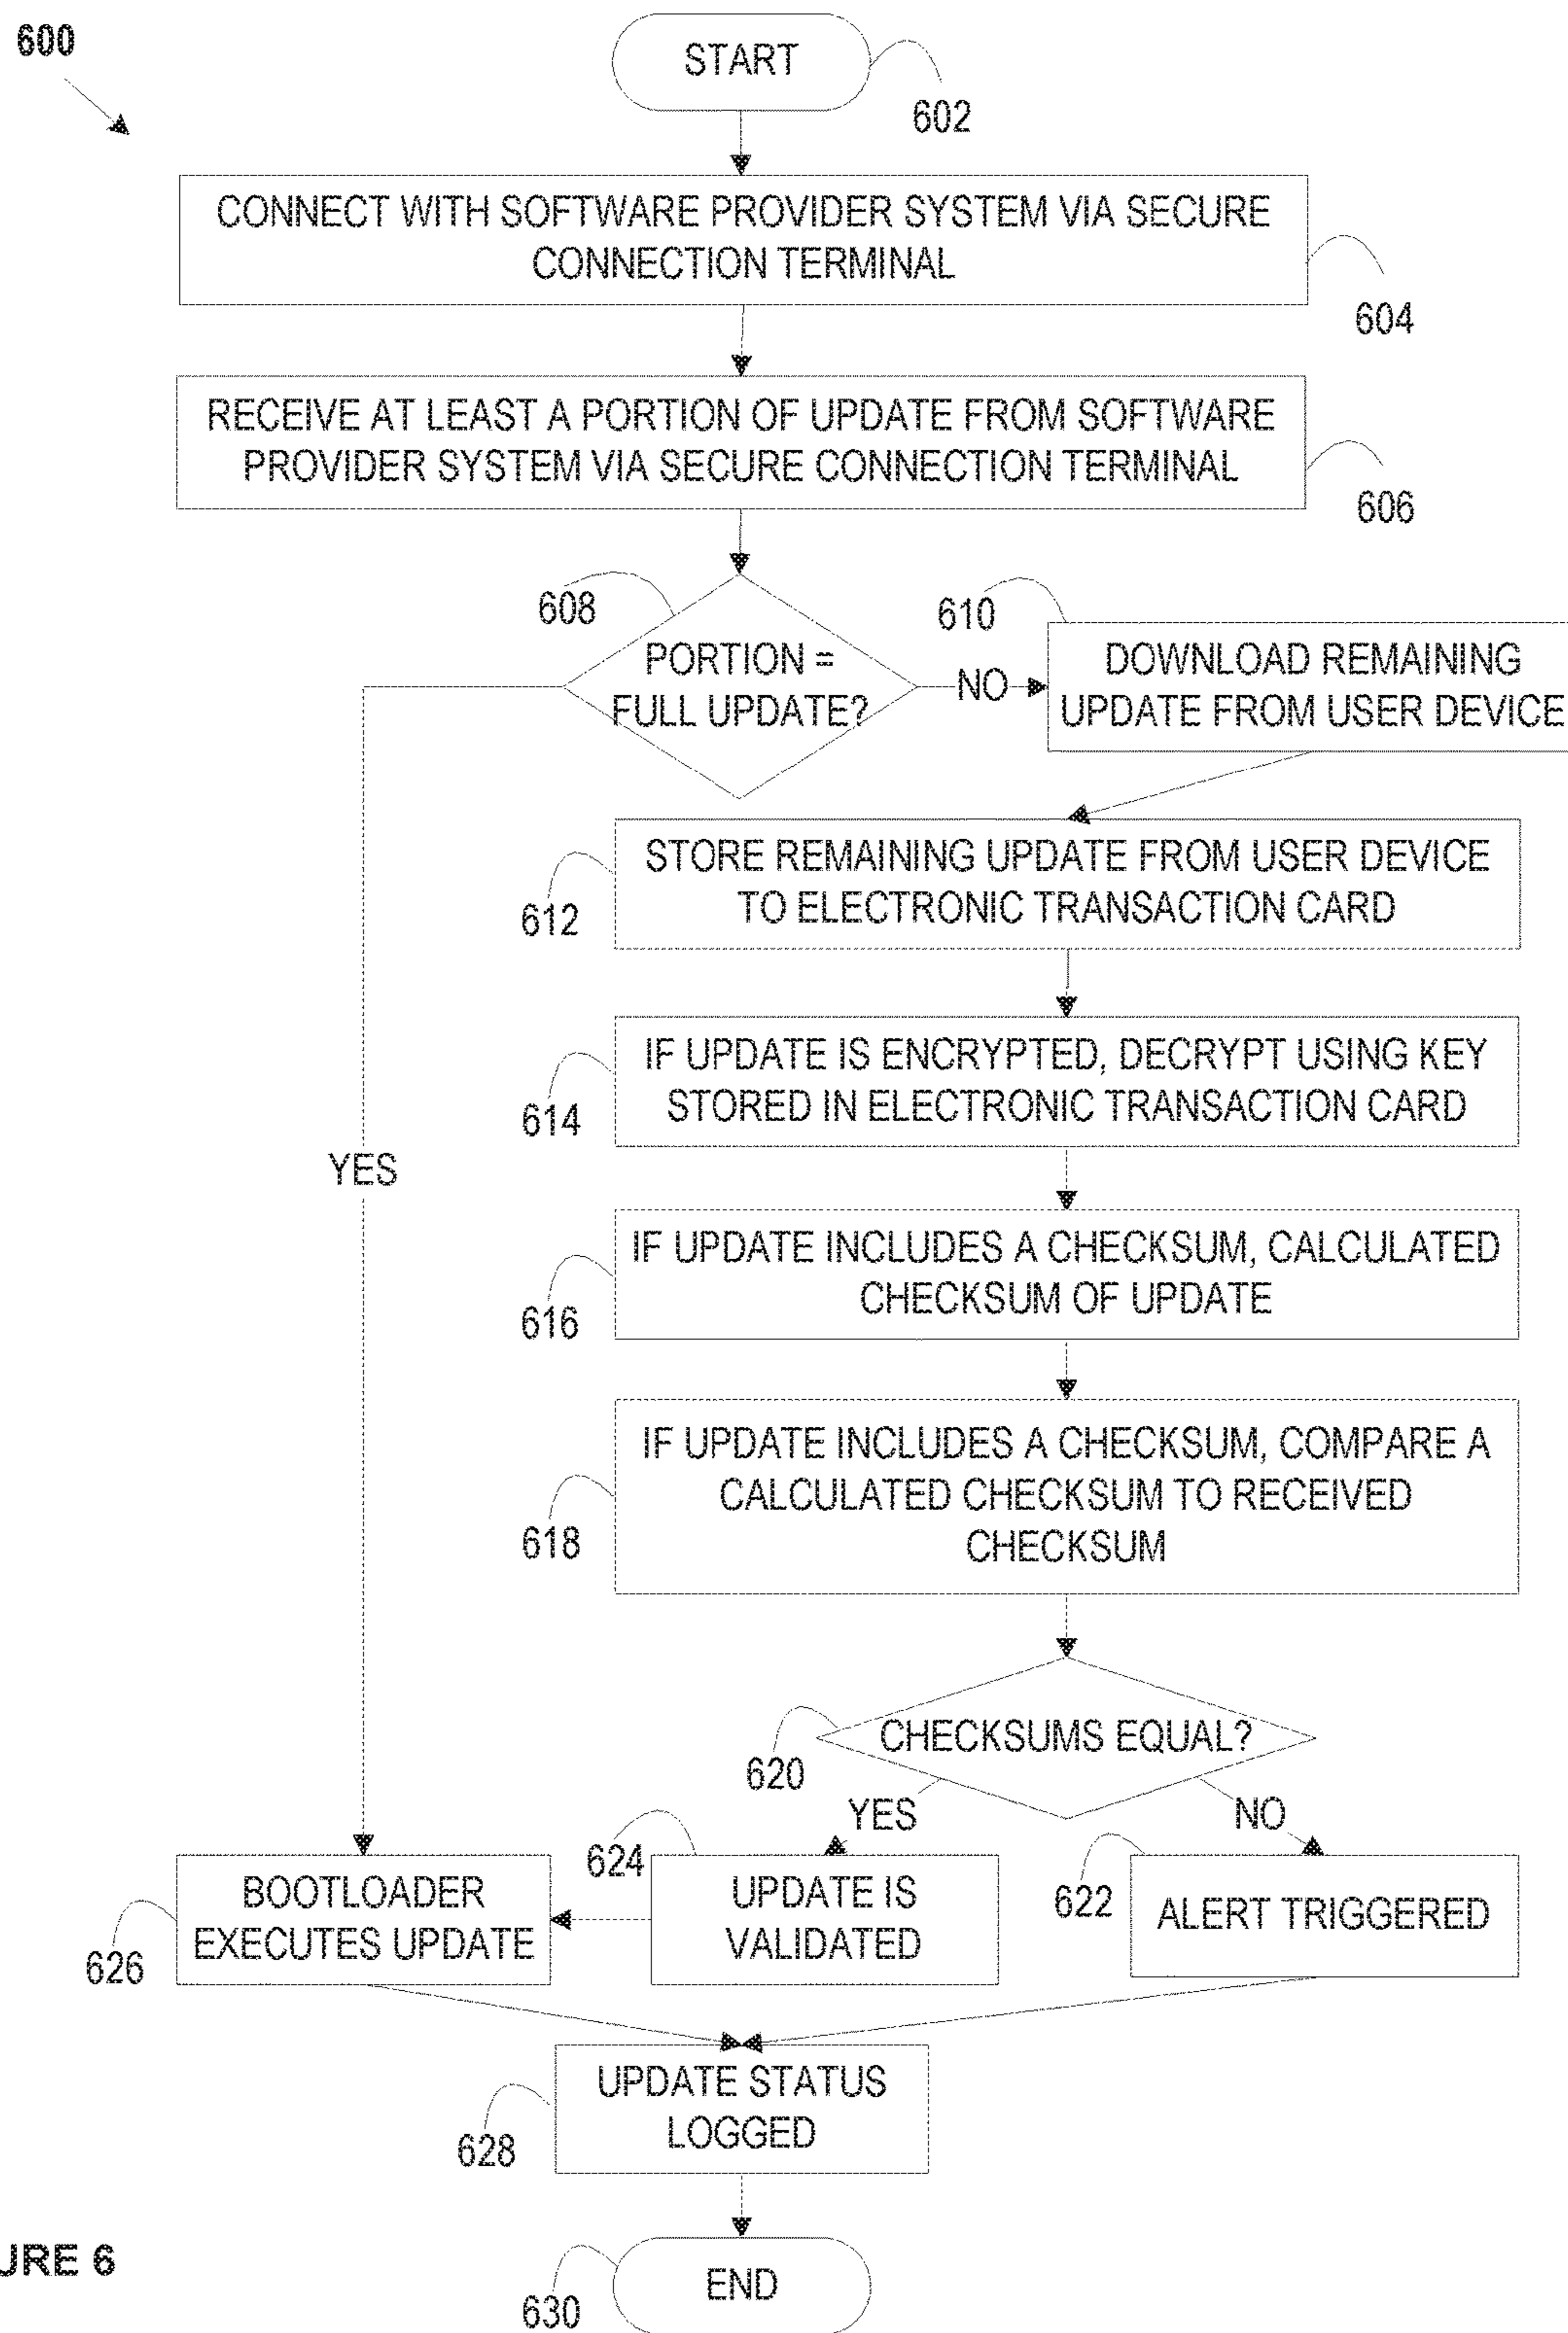 600
START
602
CONNECT WITH SOFTWARE PROVIDER SYSTEM VIA SECURE
CONNECTION TERMINAL
604
RECEIVE AT LEAST A PORTION OF UPDATE FROM SOFTWARE
PROVIDER SYSTEM VIA SECURE CONNECTION TERMINAL
606
608
PORTION =
FULL UPDATE?
NO
610
DOWNLOAD REMAINING
UPDATE FROM USER DEVICE
STORE REMAINING UPDATE FROM USER DEVICE
TO ELECTRONIC TRANSACTION CARD
612
IF UPDATE IS ENCRYPTED, DECRYPT USING KEY
STORED IN ELECTRONIC TRANSACTION CARD
614
YES
IF UPDATE INCLUDES A CHECKSUM, CALCULATED
CHECKSUM OF UPDATE
616
IF UPDATE INCLUDES A CHECKSUM, COMPARE A
CALCULATED CHECKSUM TO RECEIVED
CHECKSUM
618
CHECKSUMS EQUAL?
620
YES
NO
624
UPDATE IS
VALIDATED
622
ALERT TRIGGERED
BOOTLOADER
EXECUTES UPDATE
626
UPDATE STATUS
LOGGED
628
URE 6
END
630